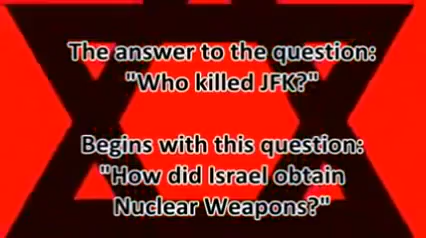 The answer to the question:
"Who killed JFK?"
Begins with this question:
"How did Israel obtain
Nuclear Weapons?"